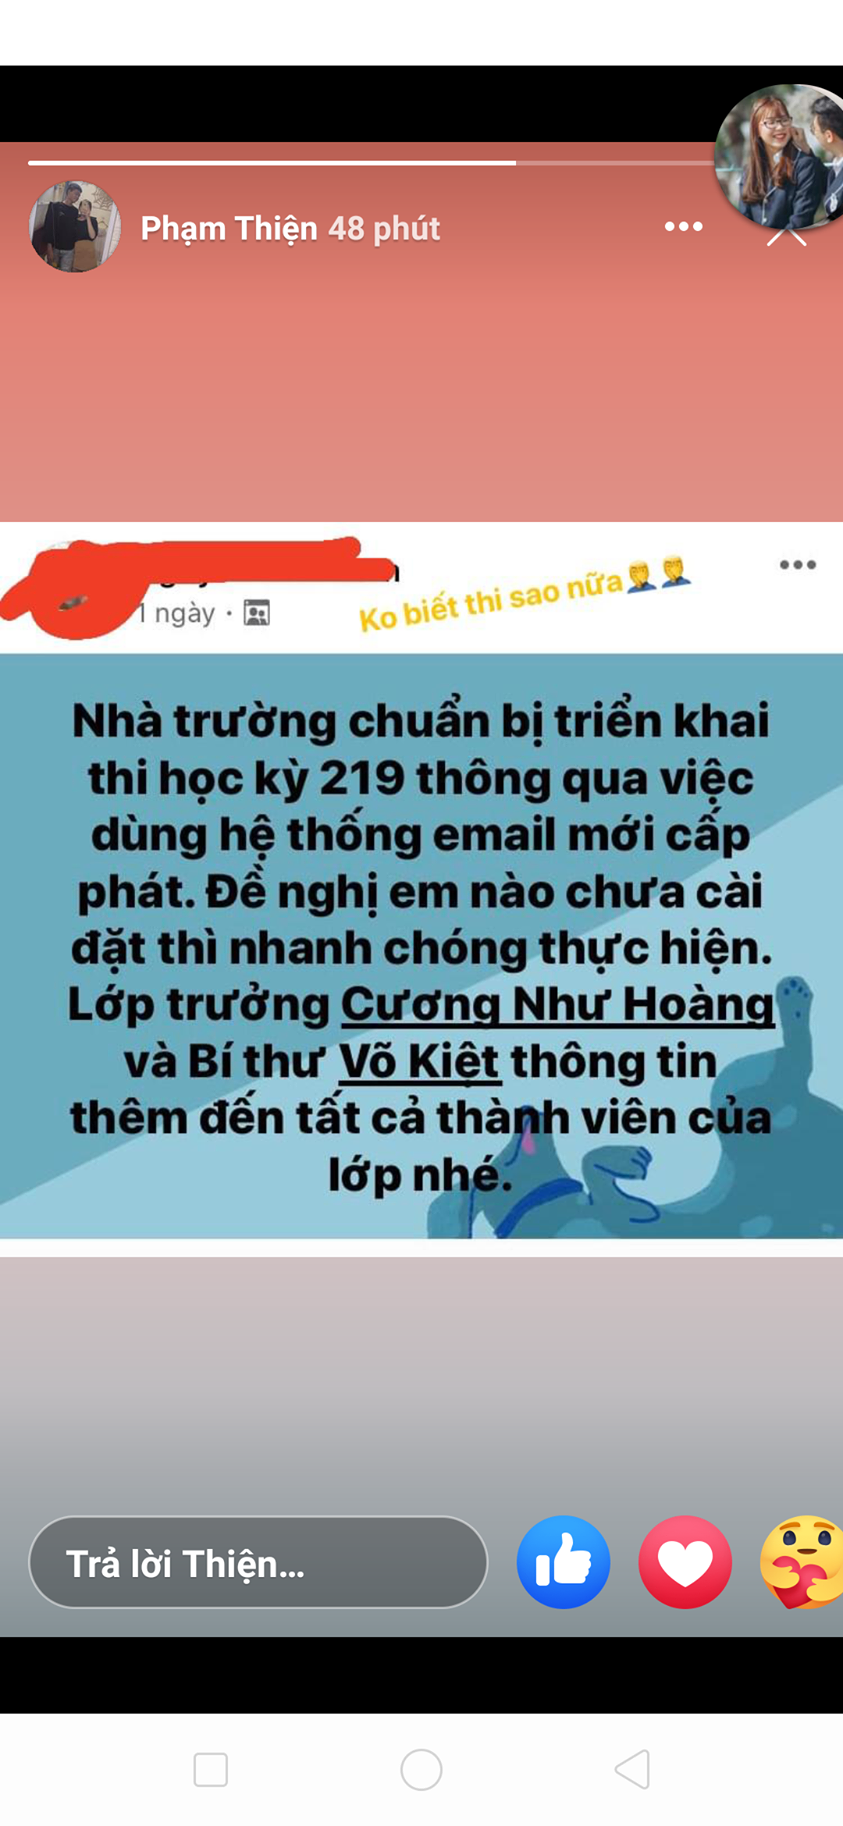 Phạm Thiện 48 phút
1 ngày
Ko biết thi sao nữa🤦‍♂️🤦‍♂️
Nhà trường chuẩn bị triển khai
thi học kỳ 219 thông qua việc
dùng hệ thống email mới cấp
phát. Đề nghị em nào chưa cài
đặt thì nhanh chóng thực hiện.
Lớp trưởng Cương Như Hoàng
và Bí thư Võ Kiệt thông tin
thêm đến tất cả thành viên của
lớp nhé.
Trả lời Thiện...